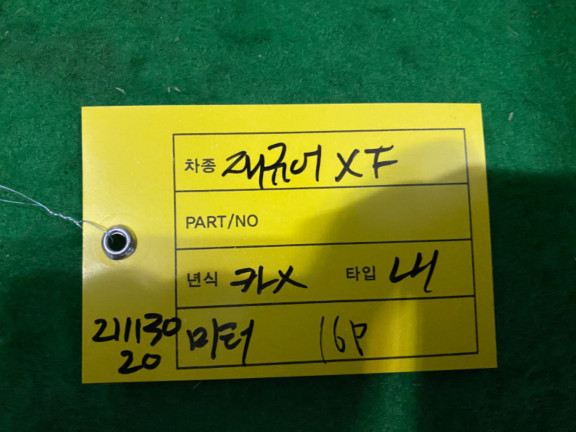 차종 재규어 XF
PART/NO
년식 카X 타입 내
211130 미터 16P
20